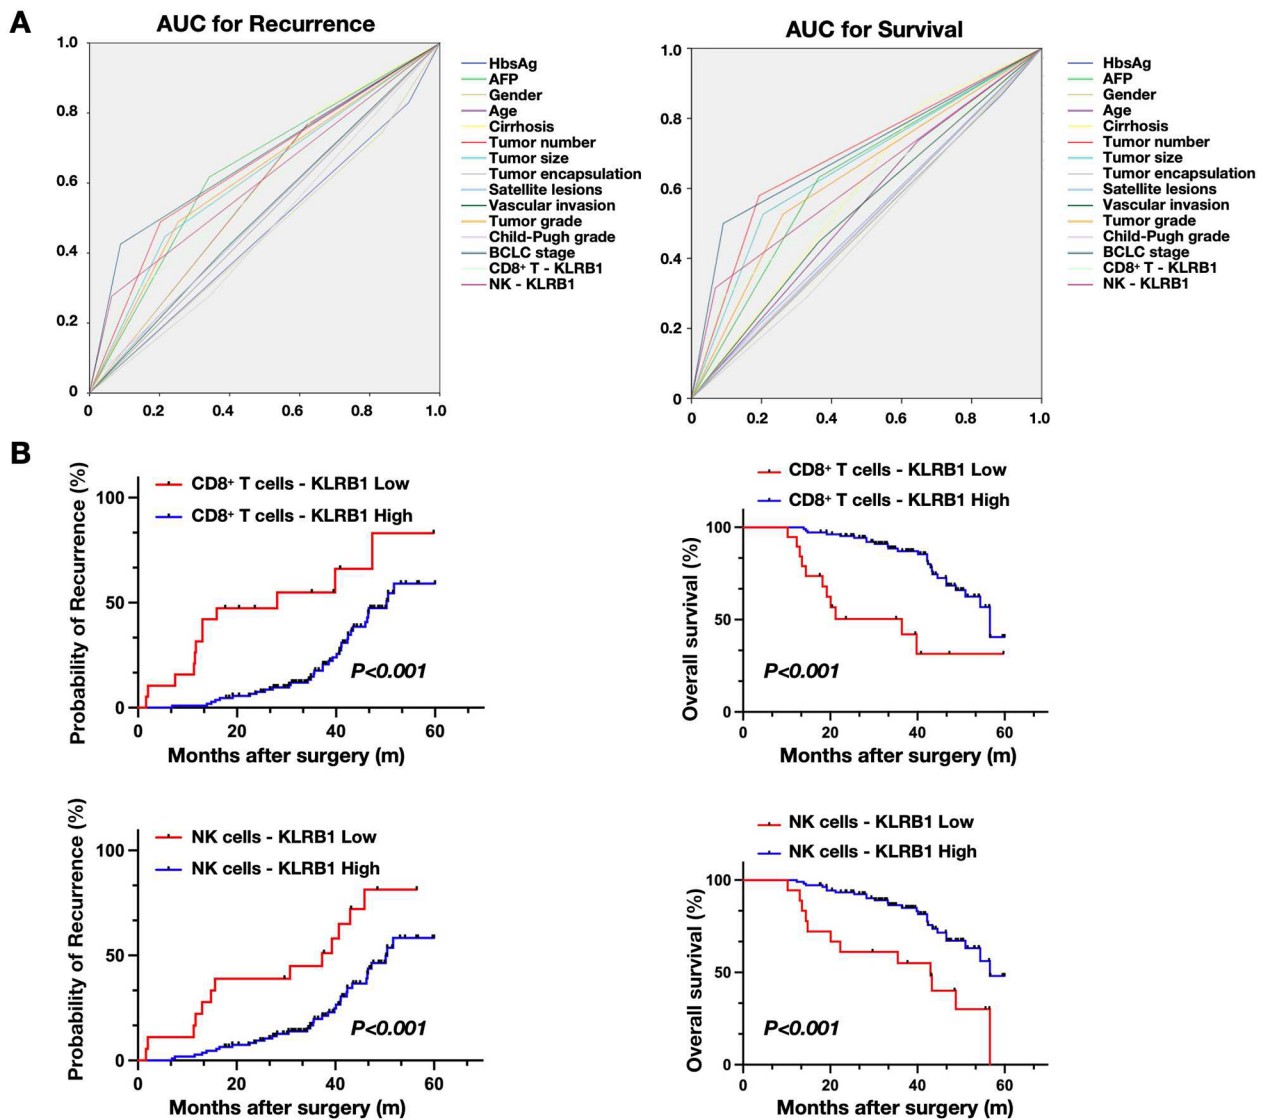 A
AUC for Recurrence
1.0
0.8
0.6
0.4
0.2
0
0
0.2
0.4
0.6
0.8
1.0
HbsAg
AFP
Gender
Age
Cirrhosis
Tumor number
Tumor size
Tumor encapsulation
Satellite lesions
Vascular invasion
Tumor grade
Child-Pugh grade
BCLC stage
CD8⁺ T - KLRB1
NK - KLRB1
AUC for Survival
1.0
0.8
0.6
0.4
0.2
0
0
0.2
0.4
0.6
0.8
1.0
HbsAg
AFP
Gender
Age
Cirrhosis
Tumor number
Tumor size
Tumor encapsulation
Satellite lesions
Vascular invasion
Tumor grade
Child-Pugh grade
BCLC stage
CD8⁺ T - KLRB1
NK - KLRB1
B
Probability of Recurrence (%)
CD8⁺ T cells - KLRB1 Low
CD8⁺ T cells - KLRB1 High
100
50
0
P<0.001
0
20
40
60
Months after surgery (m)
Overall survival (%)
CD8⁺ T cells - KLRB1 Low
CD8⁺ T cells - KLRB1 High
100
50
0
P<0.001
0
20
40
60
Months after surgery (m)
Probability of Recurrence (%)
NK cells - KLRB1 Low
NK cells - KLRB1 High
100
50
0
P<0.001
0
20
40
60
Months after surgery (m)
Overall survival (%)
NK cells - KLRB1 Low
NK cells - KLRB1 High
100
50
0
P<0.001
0
20
40
60
Months after surgery (m)